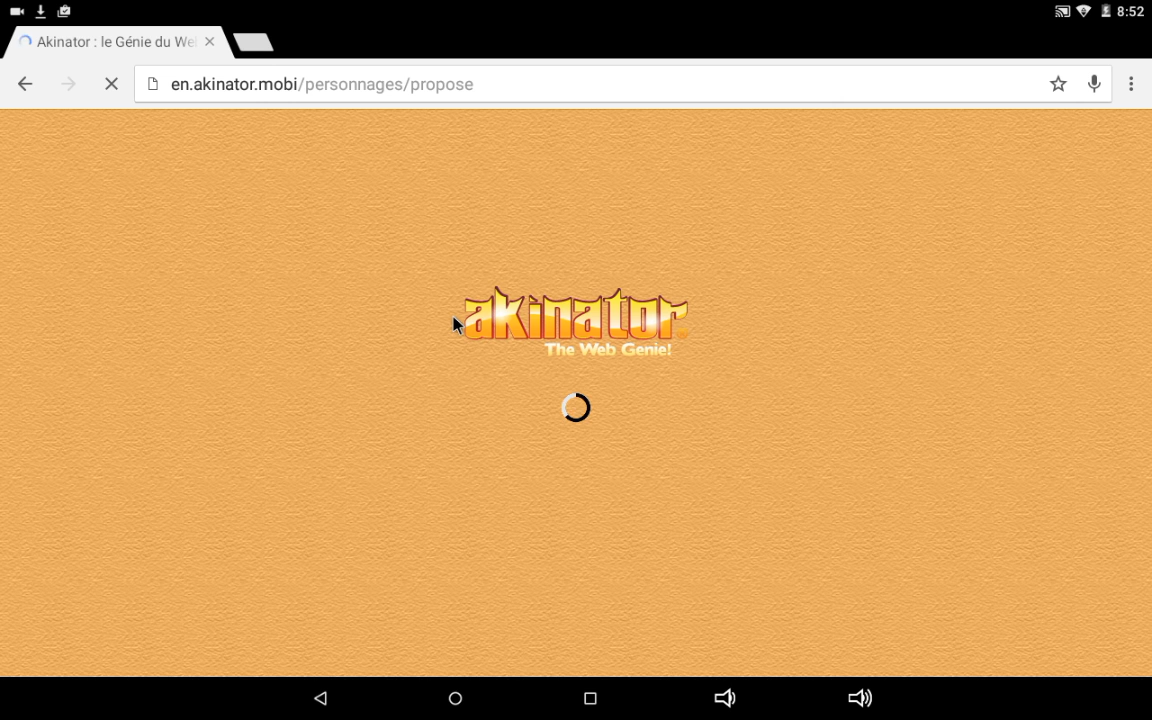 8:52
Akinator : le Génie du We
en.akinator.mobi/personnages/propose
akinator
The Web Genie!